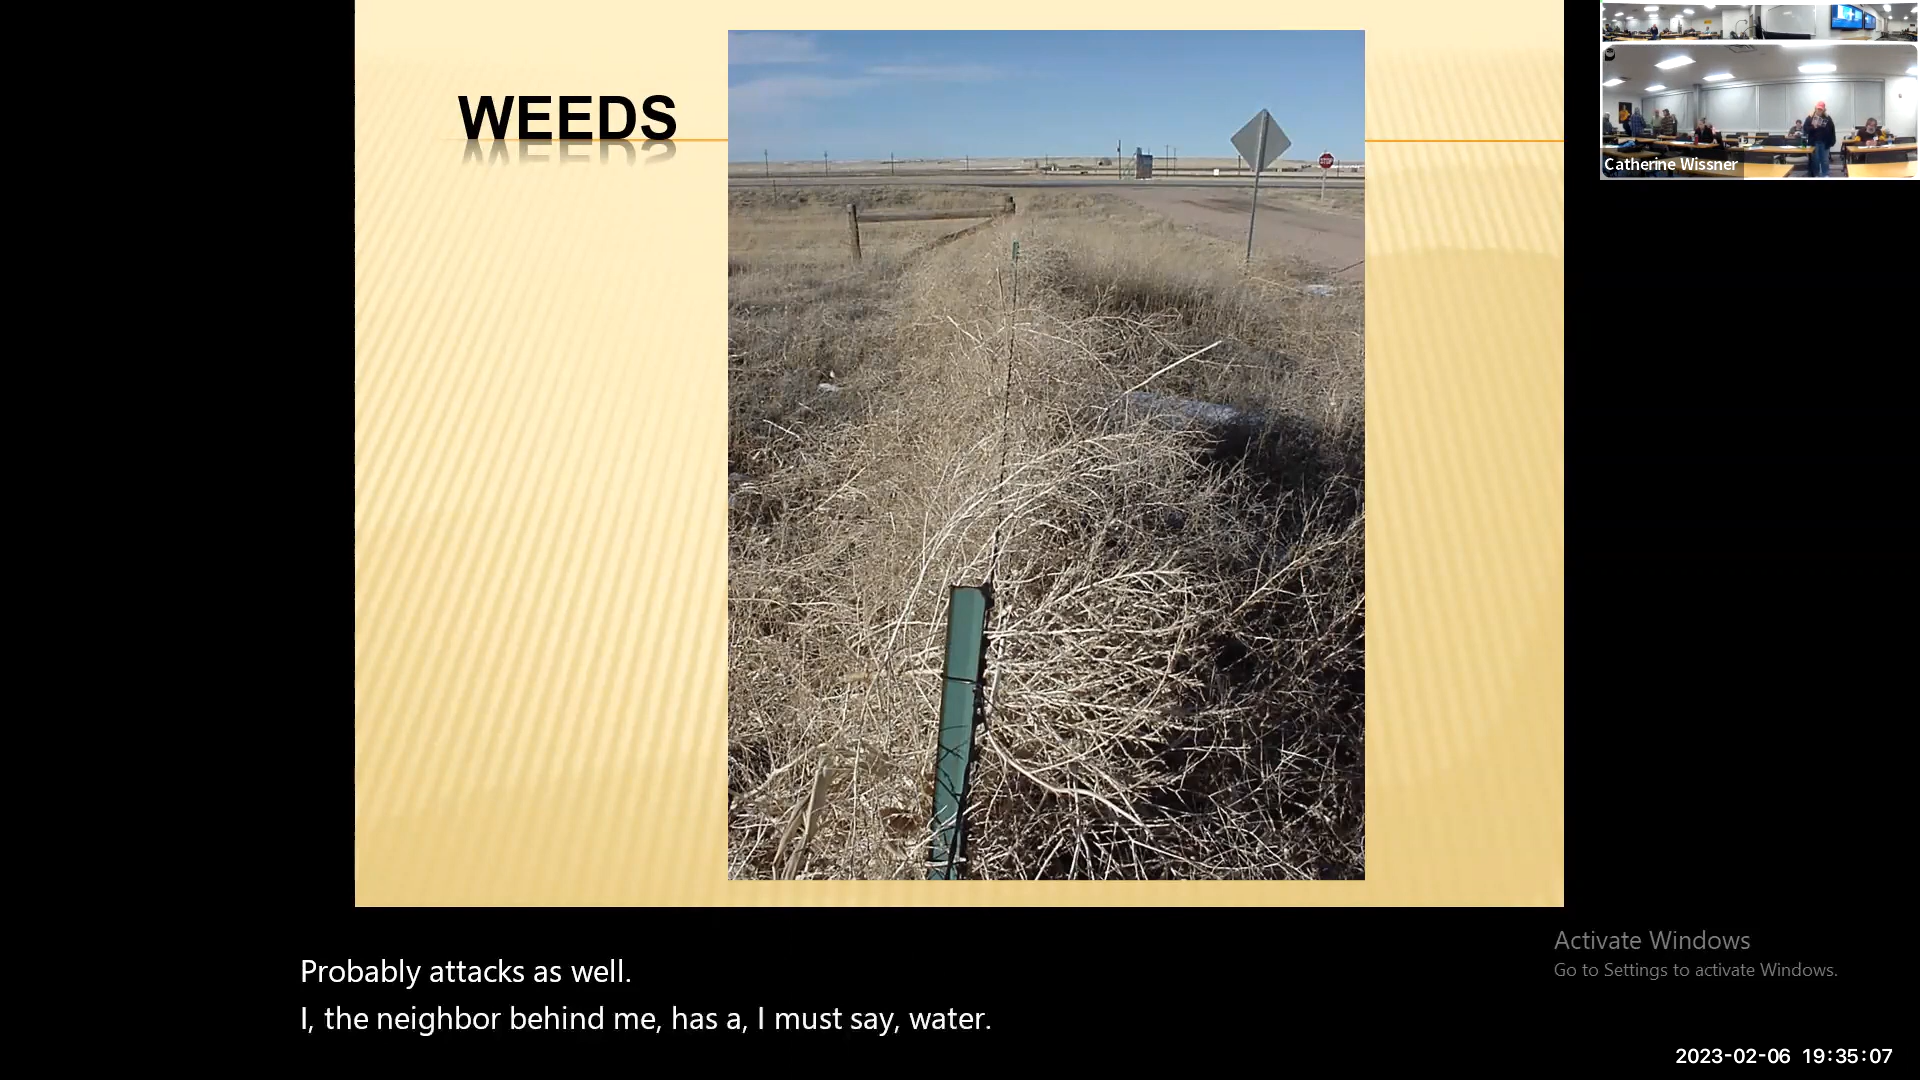 WEEDS
STOP
Catherine Wissner
Probably attacks as well.
I, the neighbor behind me, has a, I must say, water.
Activate Windows
Go to Settings to activate Windows.
2023-02-06 19:35:07